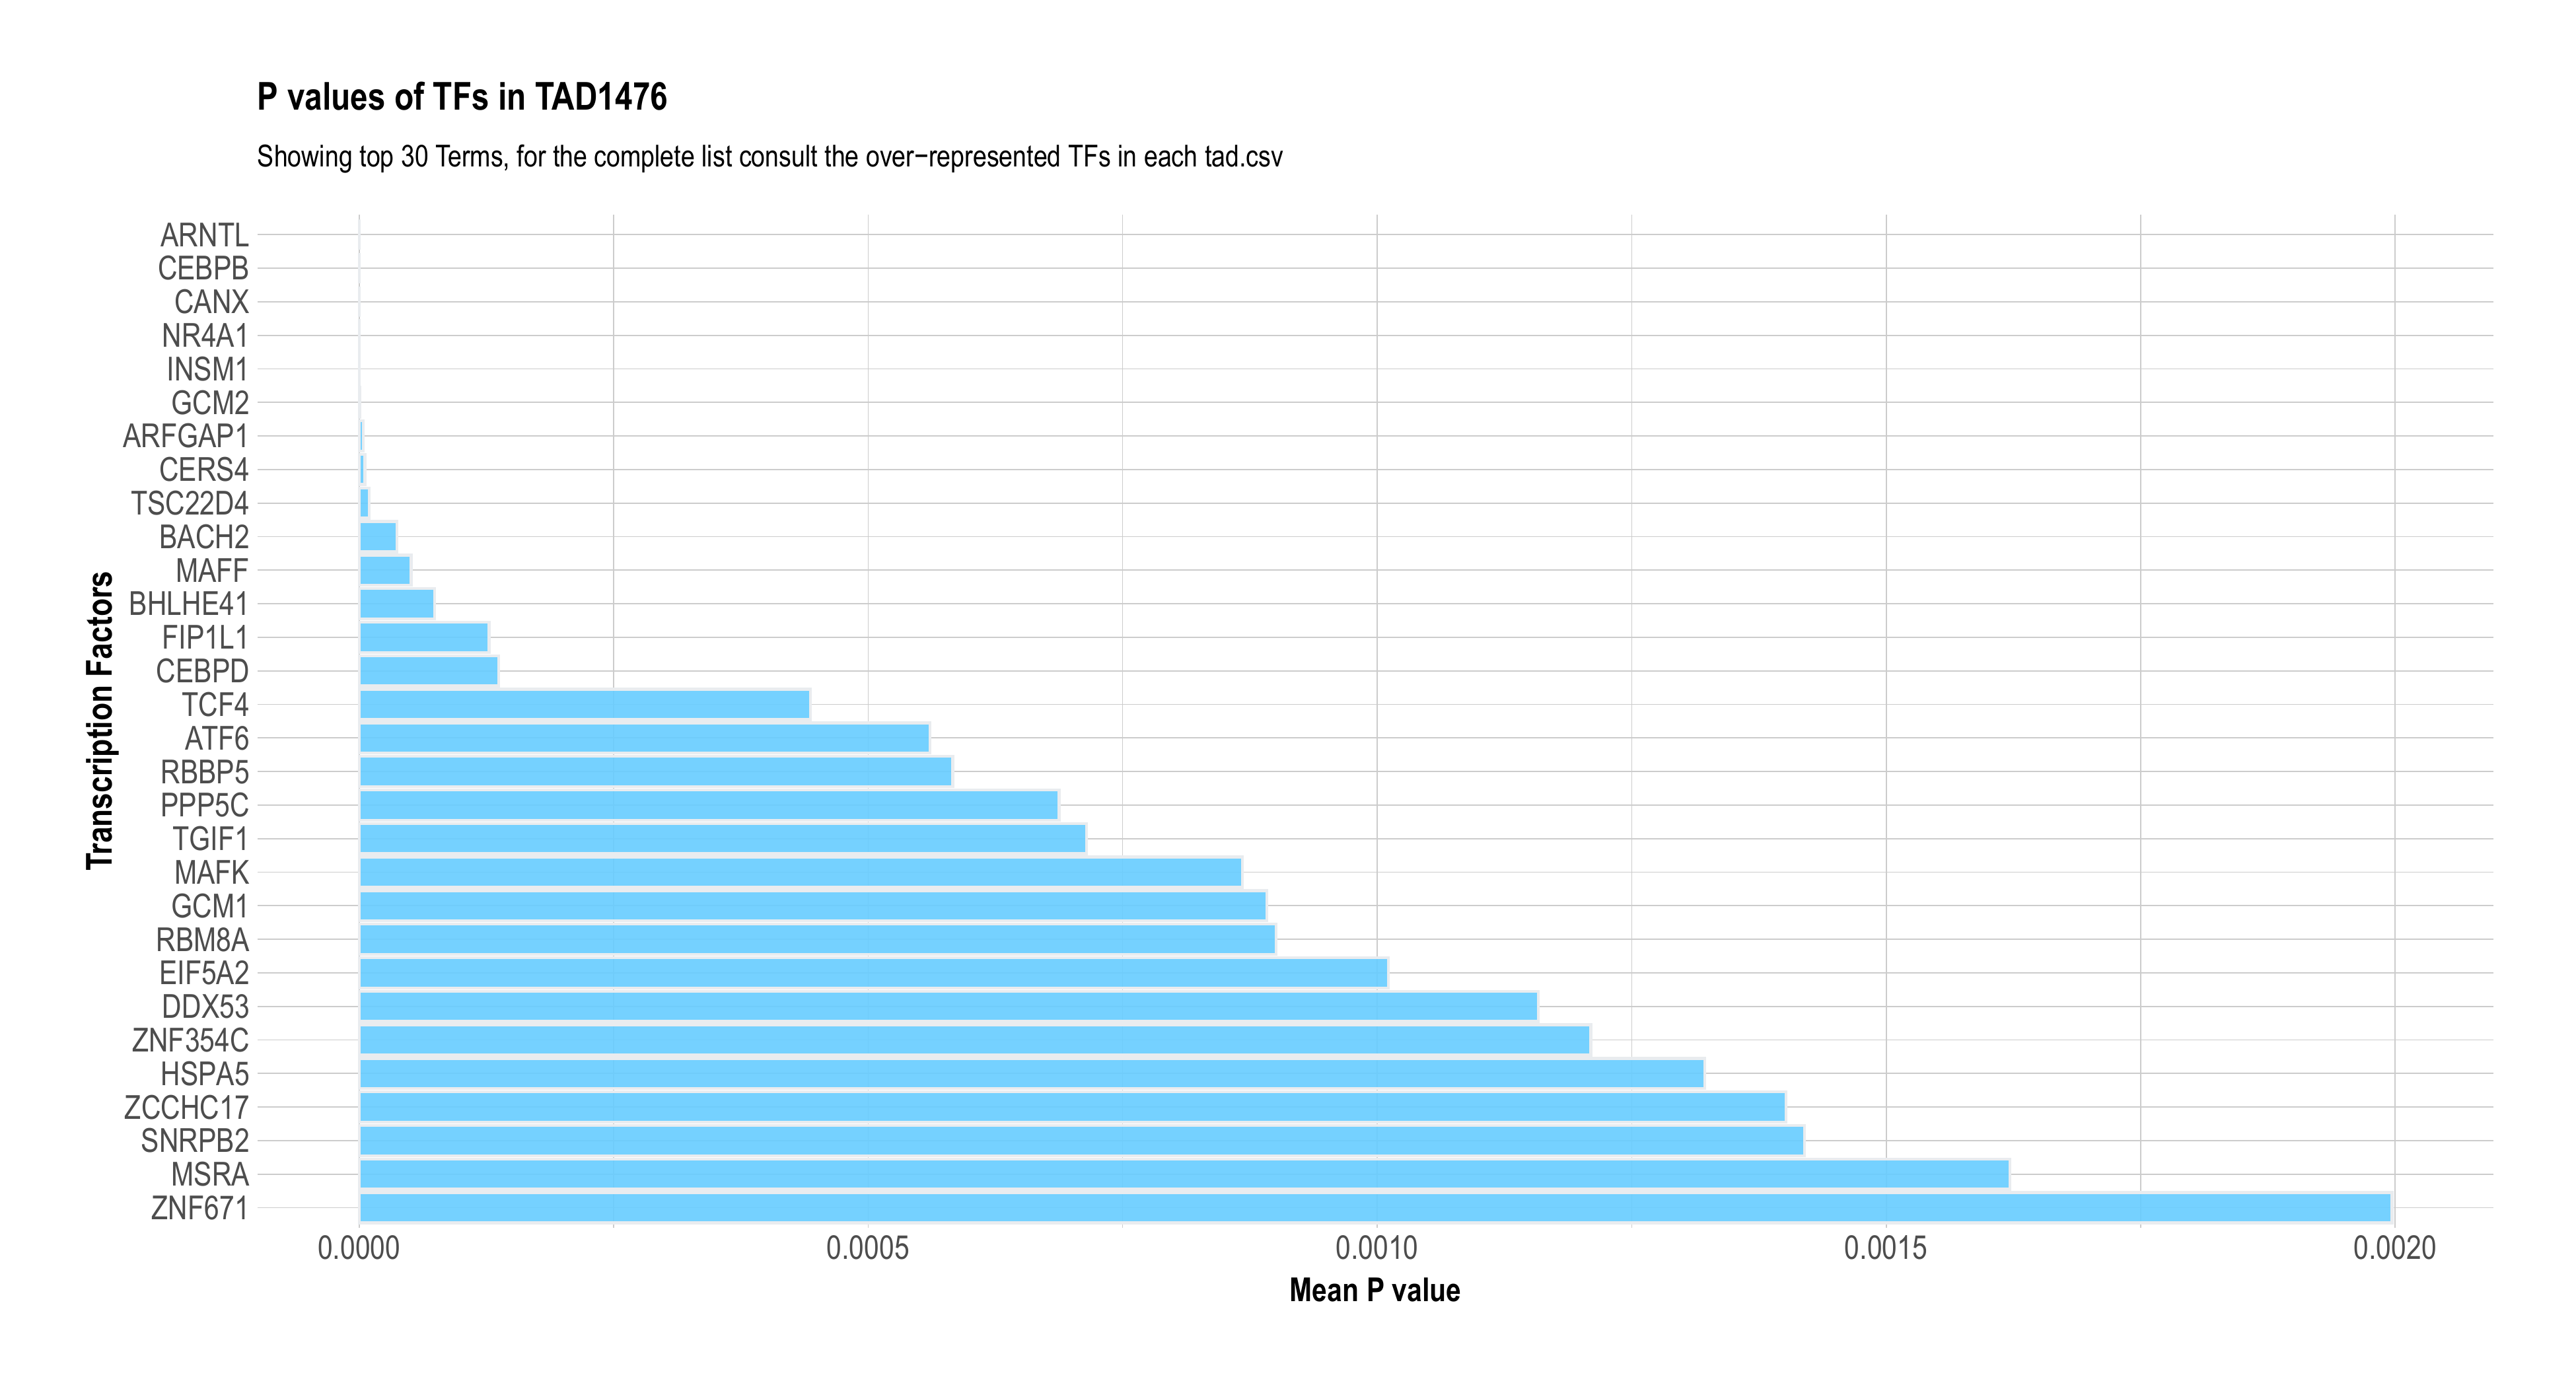 P values of TFs in TAD1476
Showing top 30 Terms, for the complete list consult the over−represented TFs in each tad.csv
Transcription Factors
ARNTL
CEBPB
CANX
NR4A1
INSM1
GCM2
ARFGAP1
CERS4
TSC22D4
BACH2
MAFF
BHLHE41
FIP1L1
CEBPD
TCF4
ATF6
RBBP5
PPP5C
TGIF1
MAFK
GCM1
RBM8A
EIF5A2
DDX53
ZNF354C
HSPA5
ZCCHC17
SNRPB2
MSRA
ZNF671
0.0000 0.0005 0.0010 0.0015 0.0020
Mean P value